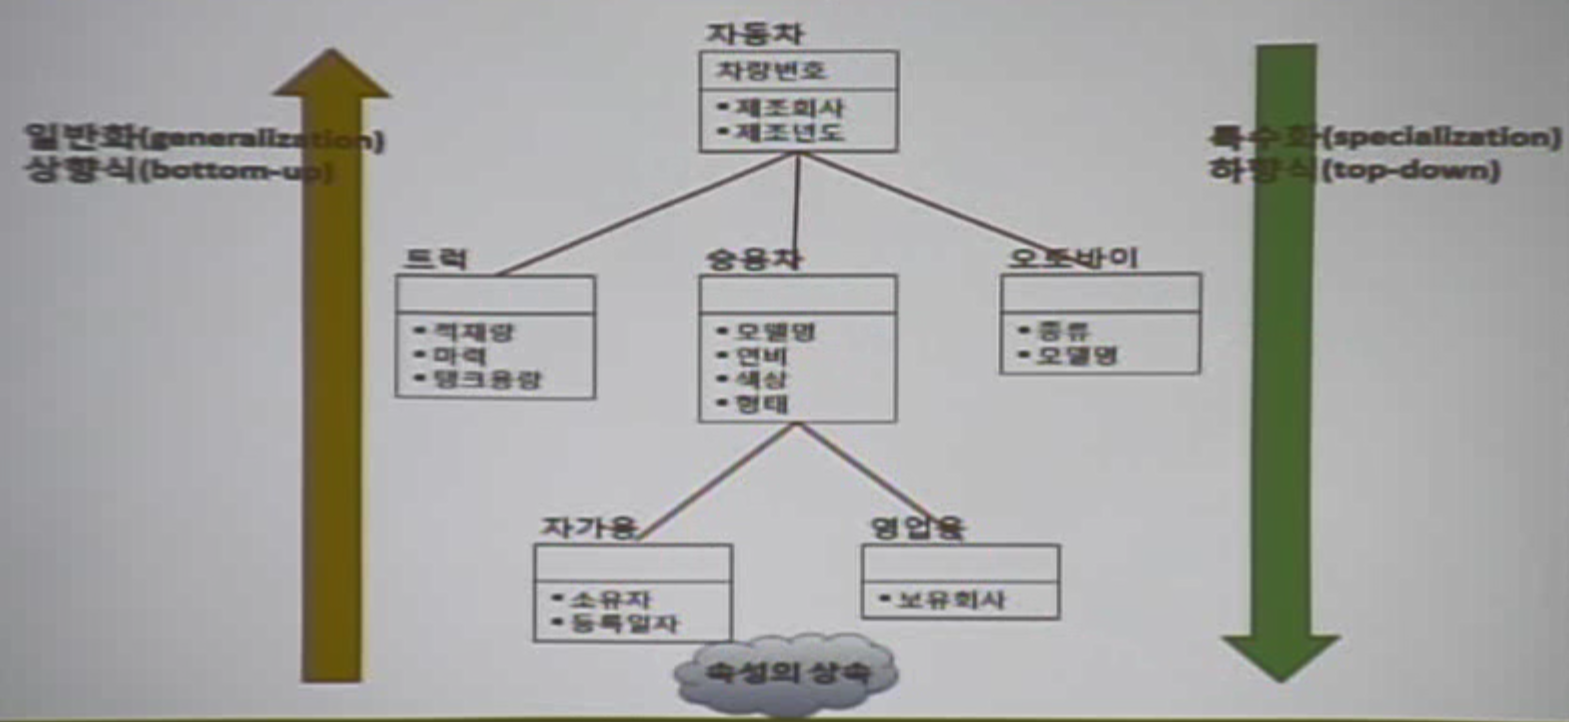 자동차
차량번호
• 제조회사
• 제조년도
일반화(generalization)
상향식(bottom-up)
특수화(specialization)
하향식(top-down)
트럭
• 적재량
• 마력
• 탱크용량
승용차
• 모델명
• 연비
• 색상
• 형태
오토바이
• 종류
• 모델명
자가용
• 소유자
• 등록일자
영업용
• 보유회사
속성의 상속